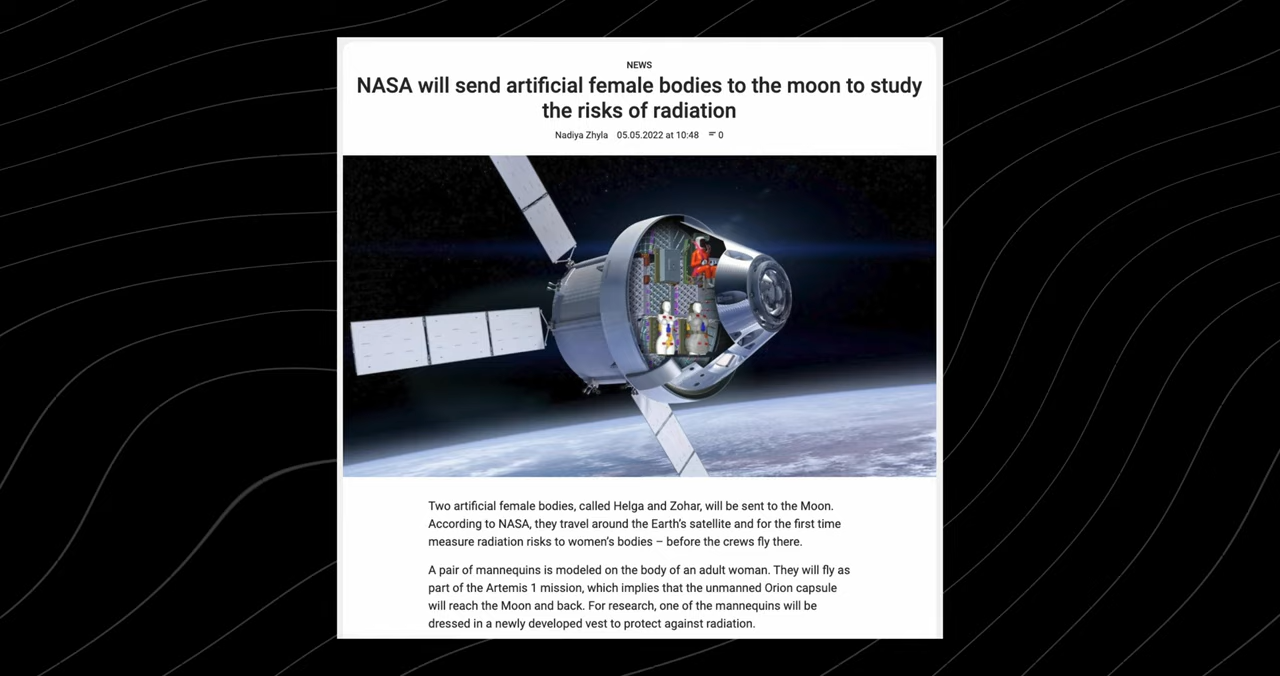 NEWS
NASA will send artificial female bodies to the moon to study
the risks of radiation
Nadiya Zhyla 05.05.2022 at 10:48 0
Two artificial female bodies, called Helga and Zohar, will be sent to the Moon.
According to NASA, they travel around the Earth's satellite and for the first time
measure radiation risks to women's bodies – before the crews fly there.
A pair of mannequins is modeled on the body of an adult woman. They will fly as
part of the Artemis 1 mission, which implies that the unmanned Orion capsule
will reach the Moon and back. For research, one of the mannequins will be
dressed in a newly developed vest to protect against radiation.